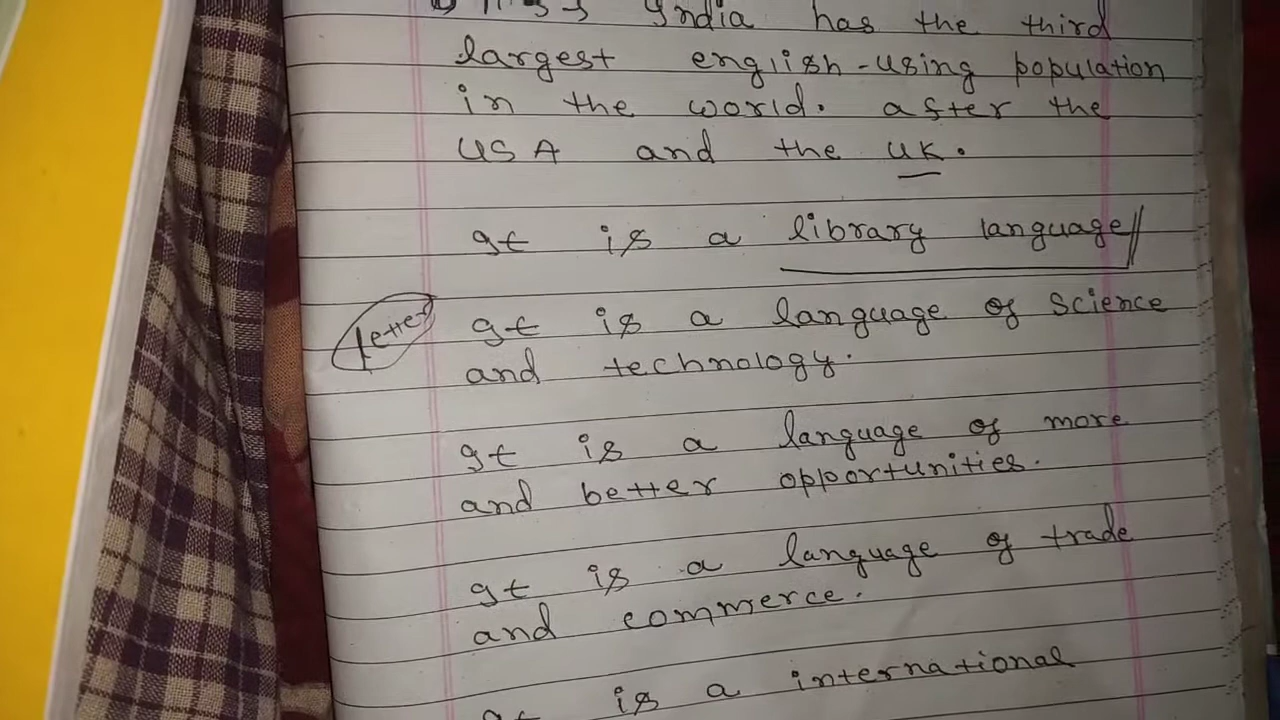 India has the third
largest english-using population
in the world. after the
USA and the UK.
It is a library language
letter
It is a language of Science
and technology.
It is a language of more
and better opportunities.
It is a language of trade
and commerce.
is a international